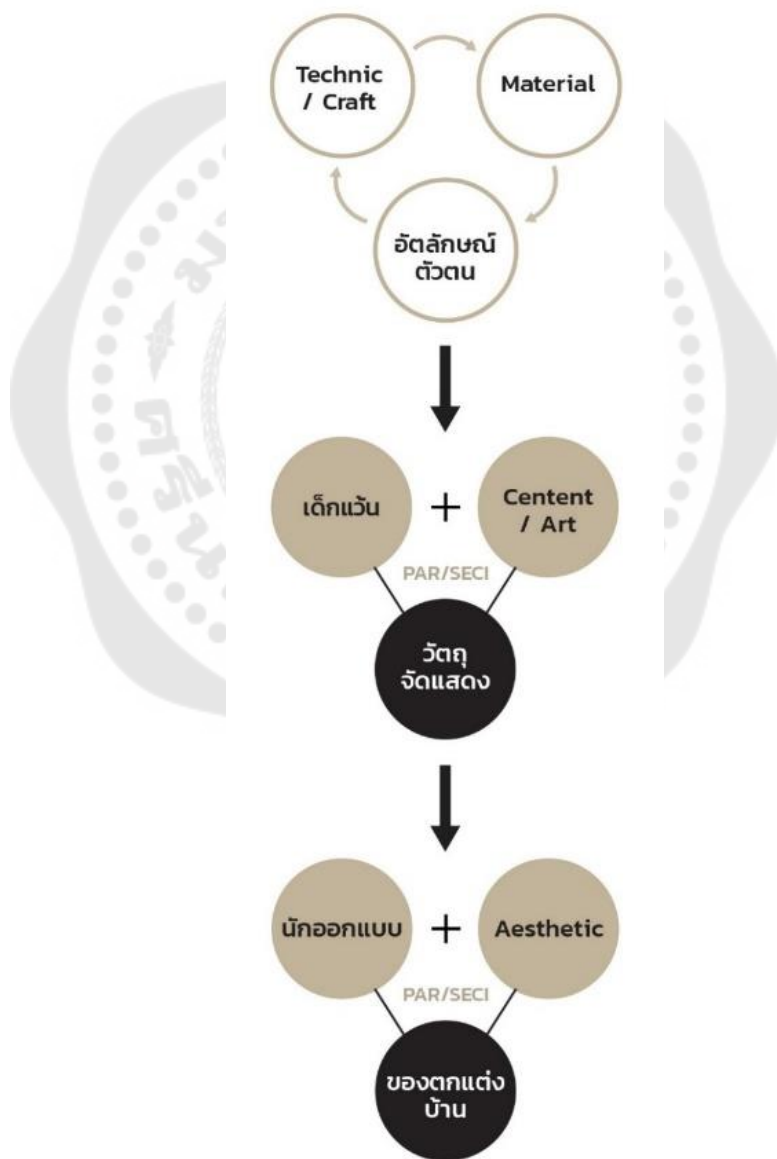 Technic
/ Craft
Material
อัตลักษณ์
ตัวตน
เด็กแว้น
+
Centent
/ Art
PAR/SECI
วัตถุ
จัดแสดง
นักออกแบบ
+
Aesthetic
PAR/SECI
ของตกแต่ง
บ้าน